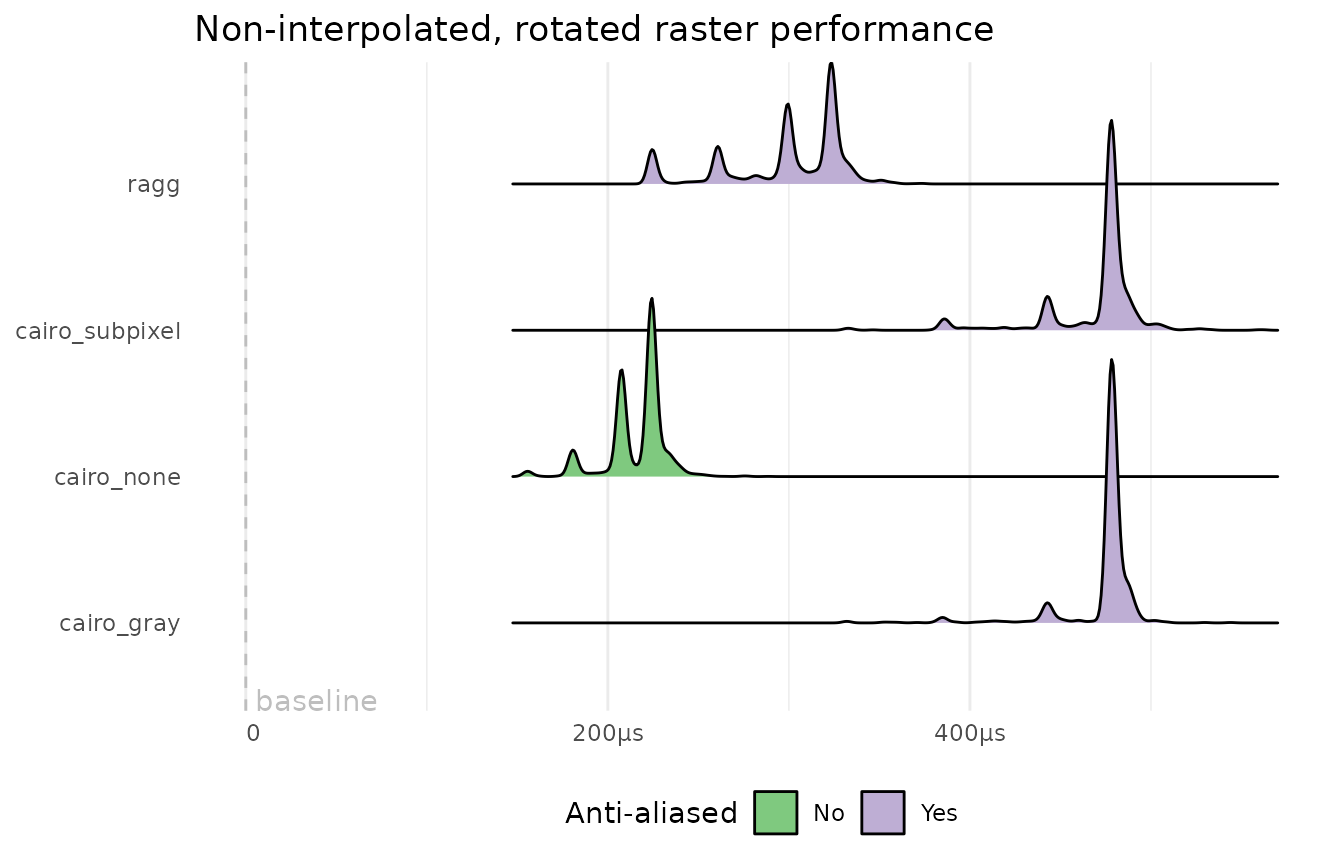 Non-interpolated, rotated raster performance
ragg
cairo_subpixel
cairo_none
cairo_gray
baseline
0
200µs
400µs
Anti-aliased
No
Yes